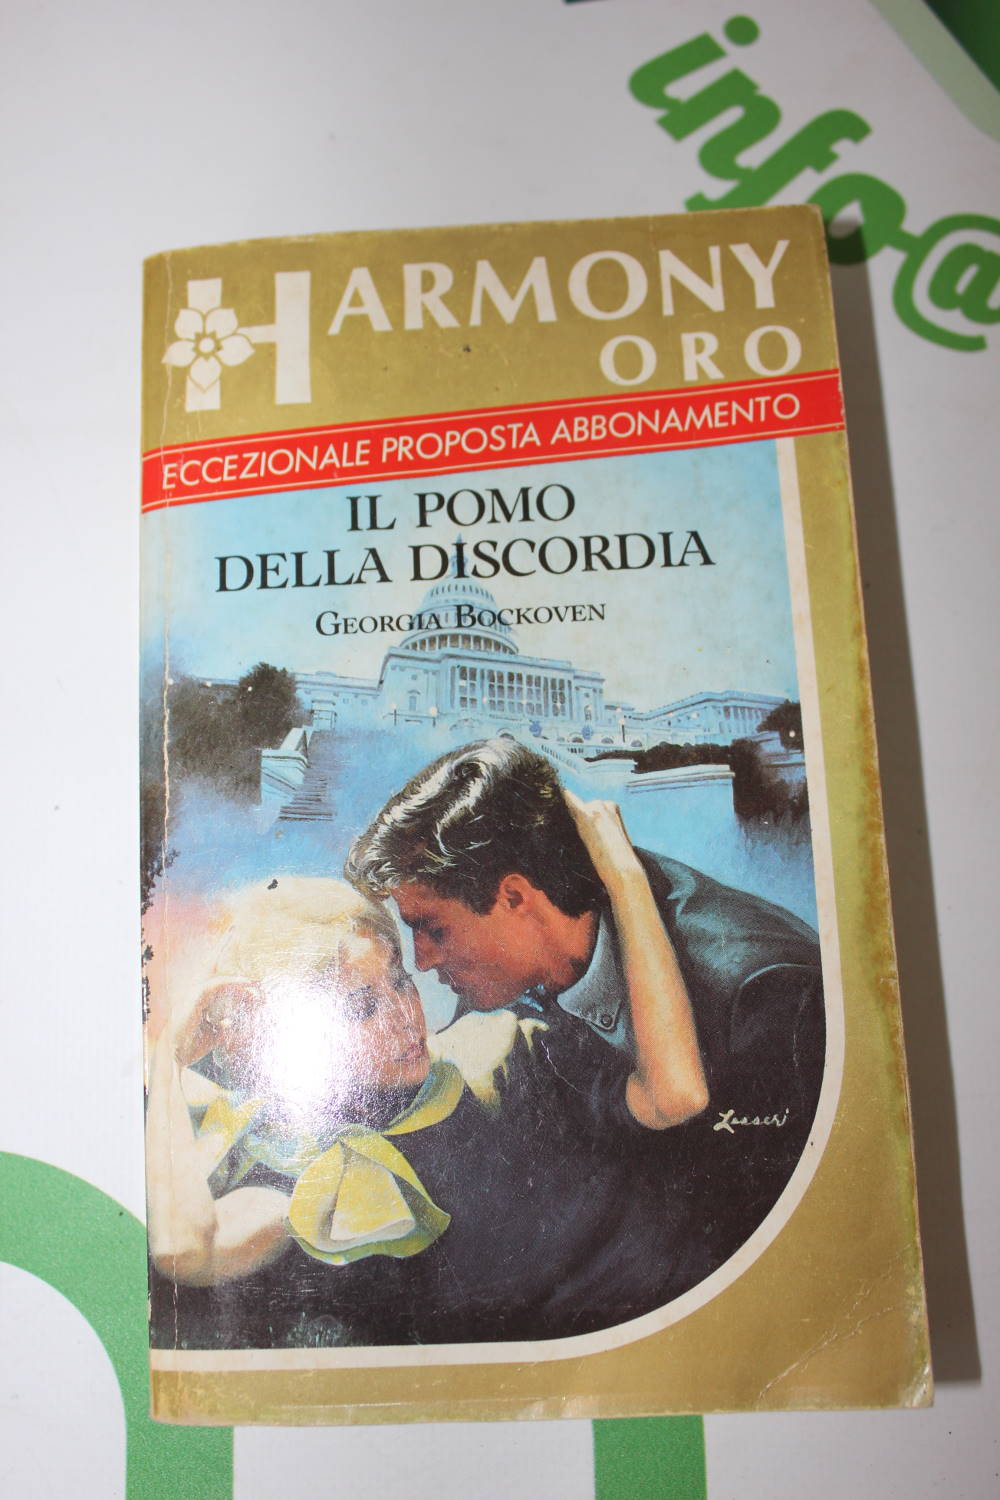 info@
HARMONY
ORO
ECCEZIONALE PROPOSTA ABBONAMENTO
IL POMO
DELLA DISCORDIA
GEORGIA BOCKOVEN